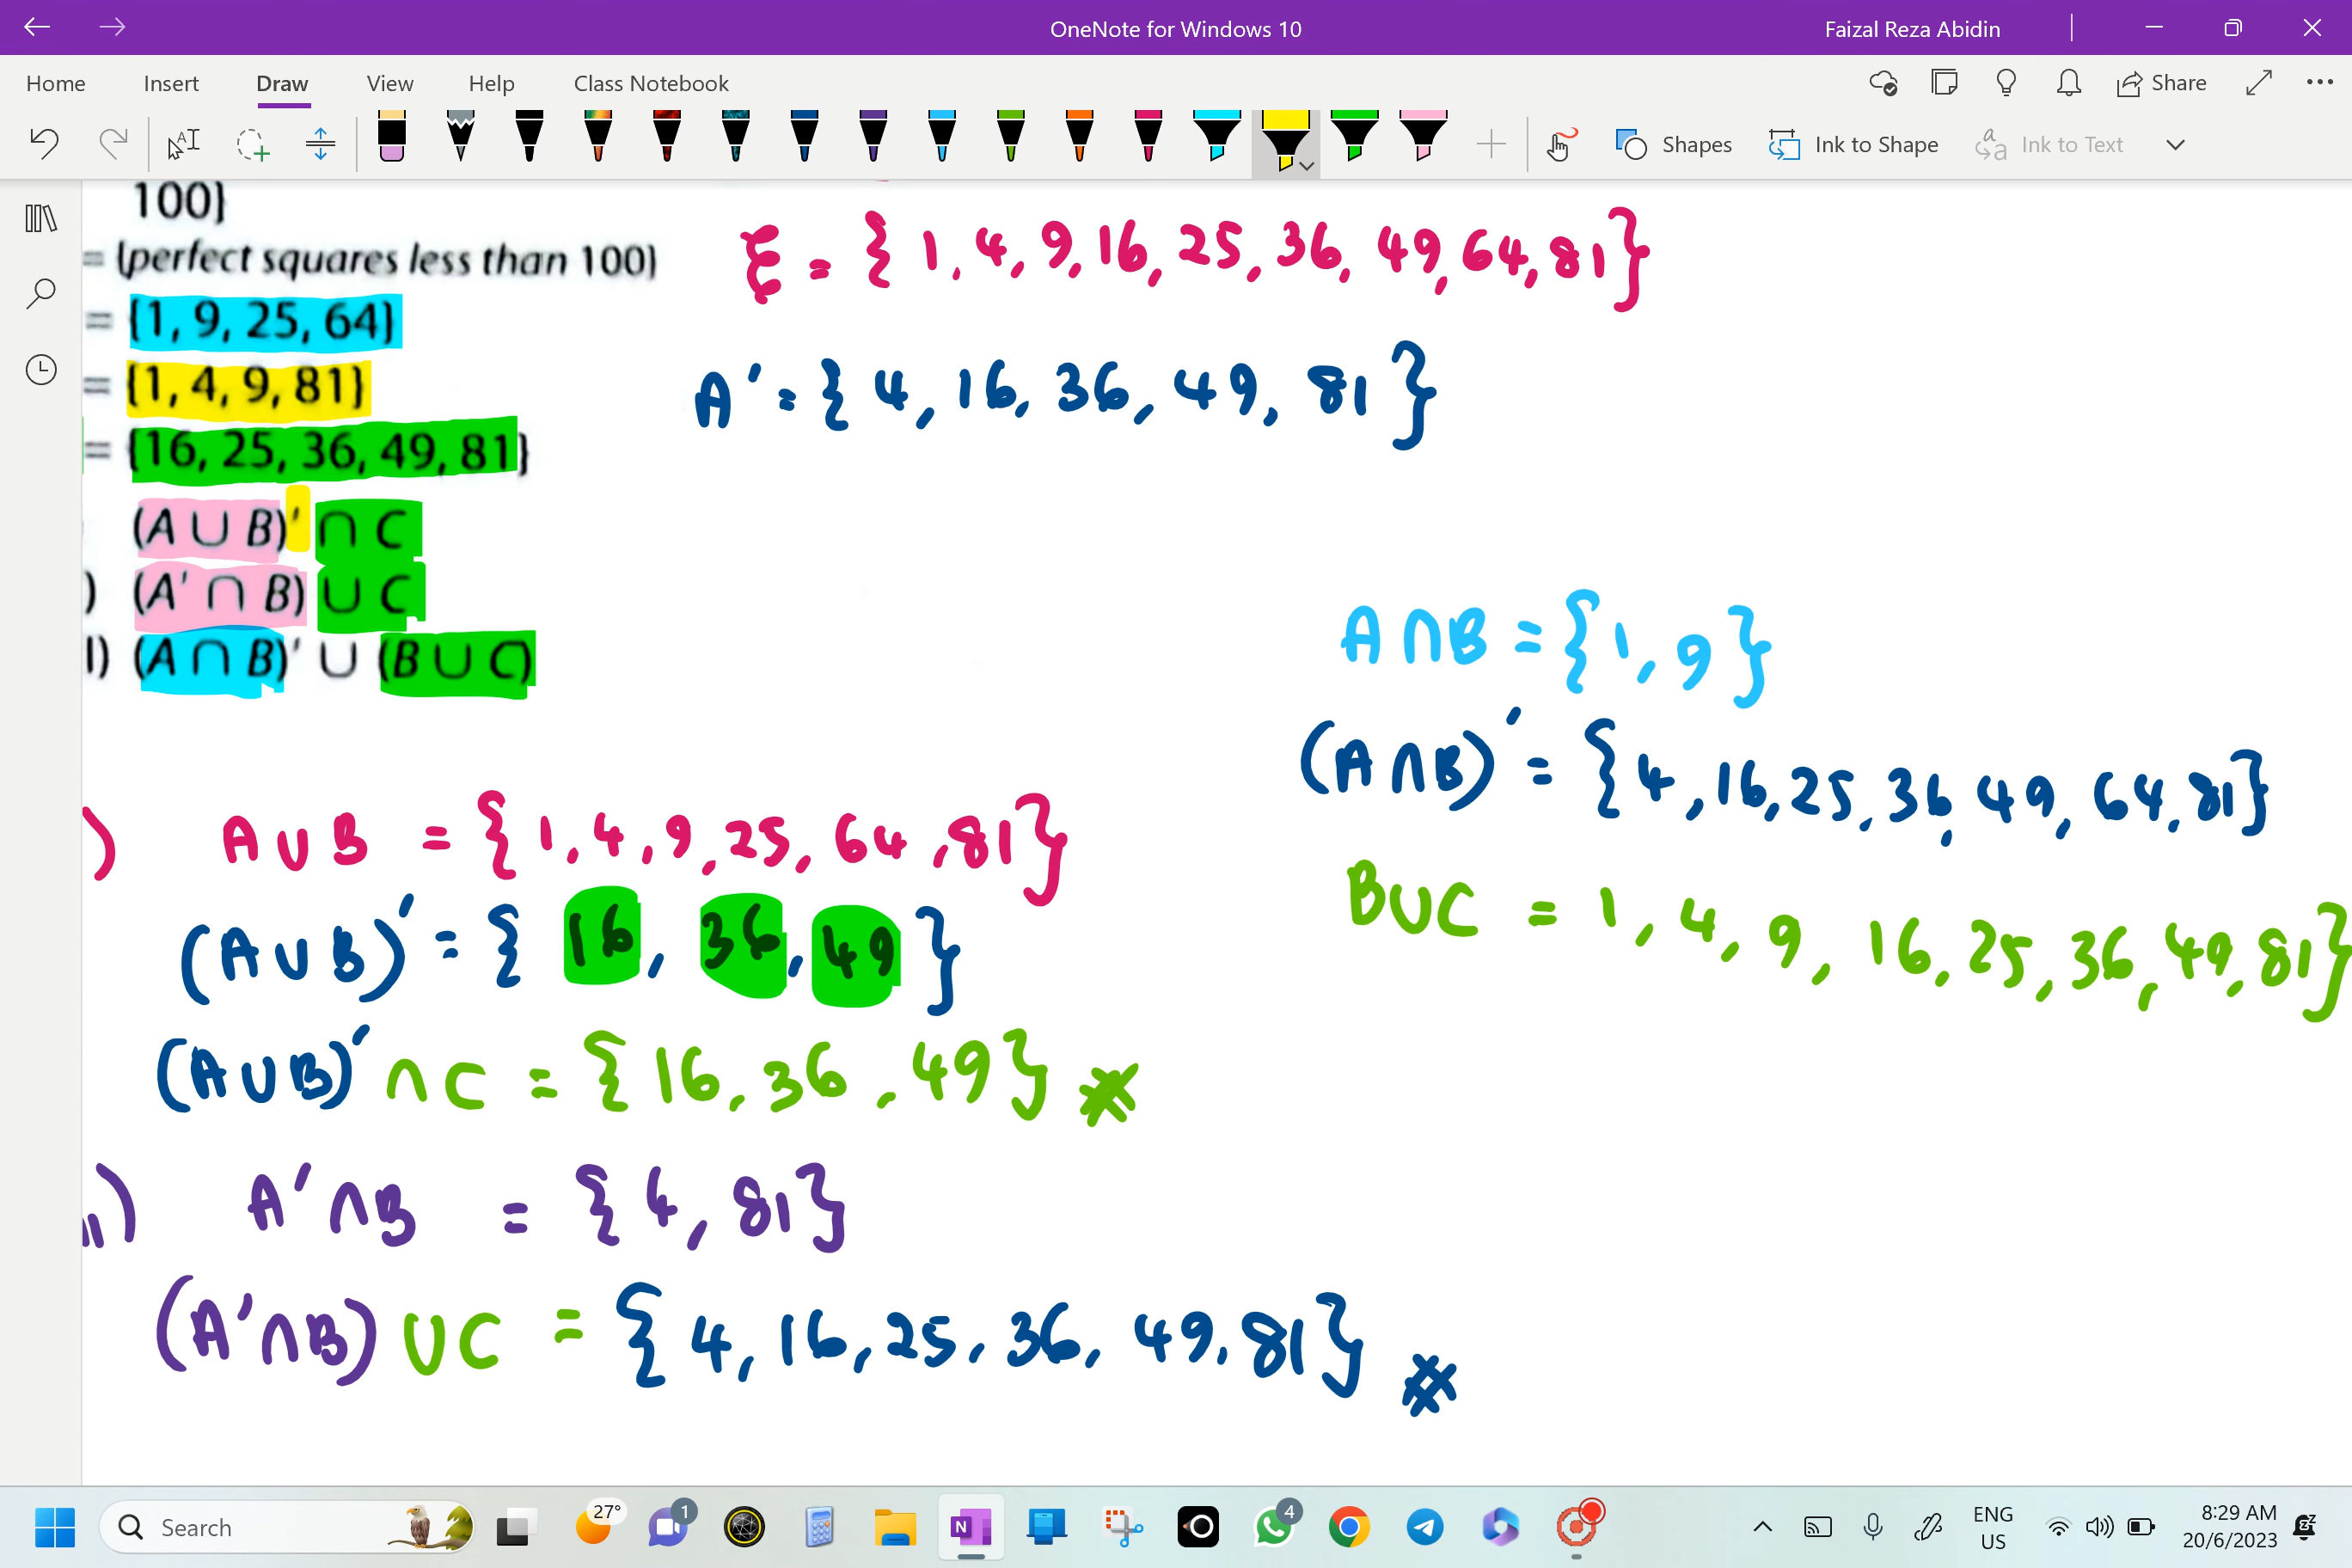 OneNote for Windows 10
Faizal Reza Abidin
Home Insert Draw View Help Class Notebook
Share
Shapes Ink to Shape Ink to Text
100}
= {perfect squares less than 100}
= {1, 9, 25, 64}
= {1, 4, 9, 81}
= {16, 25, 36, 49, 81}
(A ∪ B)′ ∩ C
) (A′ ∩ B) ∪ C
I) (A ∩ B)′ ∪ (B ∪ C)
ξ = { 1, 4, 9, 16, 25, 36, 49, 64, 81}
A′ = { 4, 16, 36, 49, 81 }
A ∩ B = {1, 9}
(A ∩ B)′ = {4, 16, 25, 36, 49, 64, 81}
B ∪ C = 1, 4, 9, 16, 25, 36, 49, 81}
) A ∪ B = {1, 4, 9, 25, 64, 81}
(A ∪ B)′ = { 16, 36, 49 }
(A ∪ B)′ ∩ C = {16, 36, 49}
ii) A′ ∩ B = {4, 81}
(A′ ∩ B) ∪ C = {4, 16, 25, 36, 49, 81}
Search
27°
1
N
4
ENG
US
8:29 AM
20/6/2023